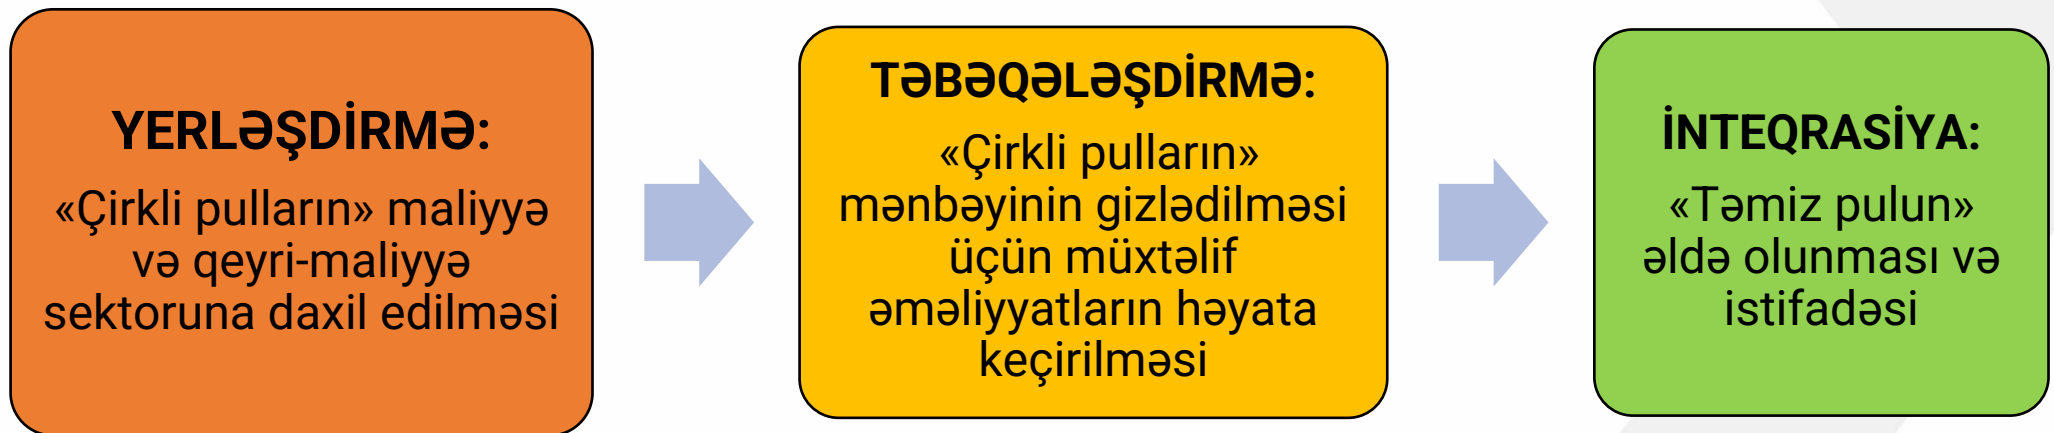 YERLƏŞDİRMƏ:
«Çirkli pulların» maliyyə
və qeyri-maliyyə
sektoruna daxil edilməsi
TƏBƏQƏLƏŞDİRMƏ:
«Çirkli pulların»
mənbəyinin gizlədilməsi
üçün müxtəlif
əməliyyatların həyata
keçirilməsi
İNTEQRASİYA:
«Təmiz pulun»
əldə olunması və
istifadəsi